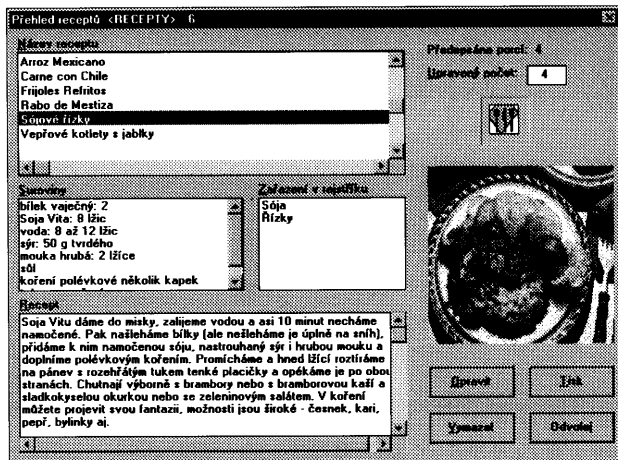 Přehled receptů <RECEPTY> 6
Název receptu
Arroz Mexicano
Carne con Chile
Frijoles Refritos
Rabo de Mestiza
Sójové řízky
Vepřové kotlety s jablky
Předepsáno porcí: 4
Upravený počet: 4
Suroviny
bílek vaječný: 2
Soja Vita: 8 lžic
voda: 8 až 12 lžic
sýr: 50 g tvrdého
mouka hrubá: 2 lžíce
sůl
koření polévkové několik kapek
Zařazení v rejstříku
Sója
Řízky
Recept
Soja Vitu dáme do misky, zalijeme vodou a asi 10 minut necháme
namočené. Pak našleháme bílky (ale nešleháme je úplně na sníh),
přidáme k nim namočenou sóju, nastrouhaný sýr i hrubou mouku a
doplníme polévkovým kořením. Promícháme a hned lžící roztíráme
na pánev s rozehřátým tukem tenké placičky a opékáme je po obou
stranách. Chutnají výborně s brambory nebo s bramborovou kaší a
sladkokyselou okurkou nebo se zeleninovým salátem. V koření
můžete projevit svou fantazii, možnosti jsou široké - česnek, kari,
pepř, bylinky aj.
Opravit
Tisk
Vymazat
Odvolej